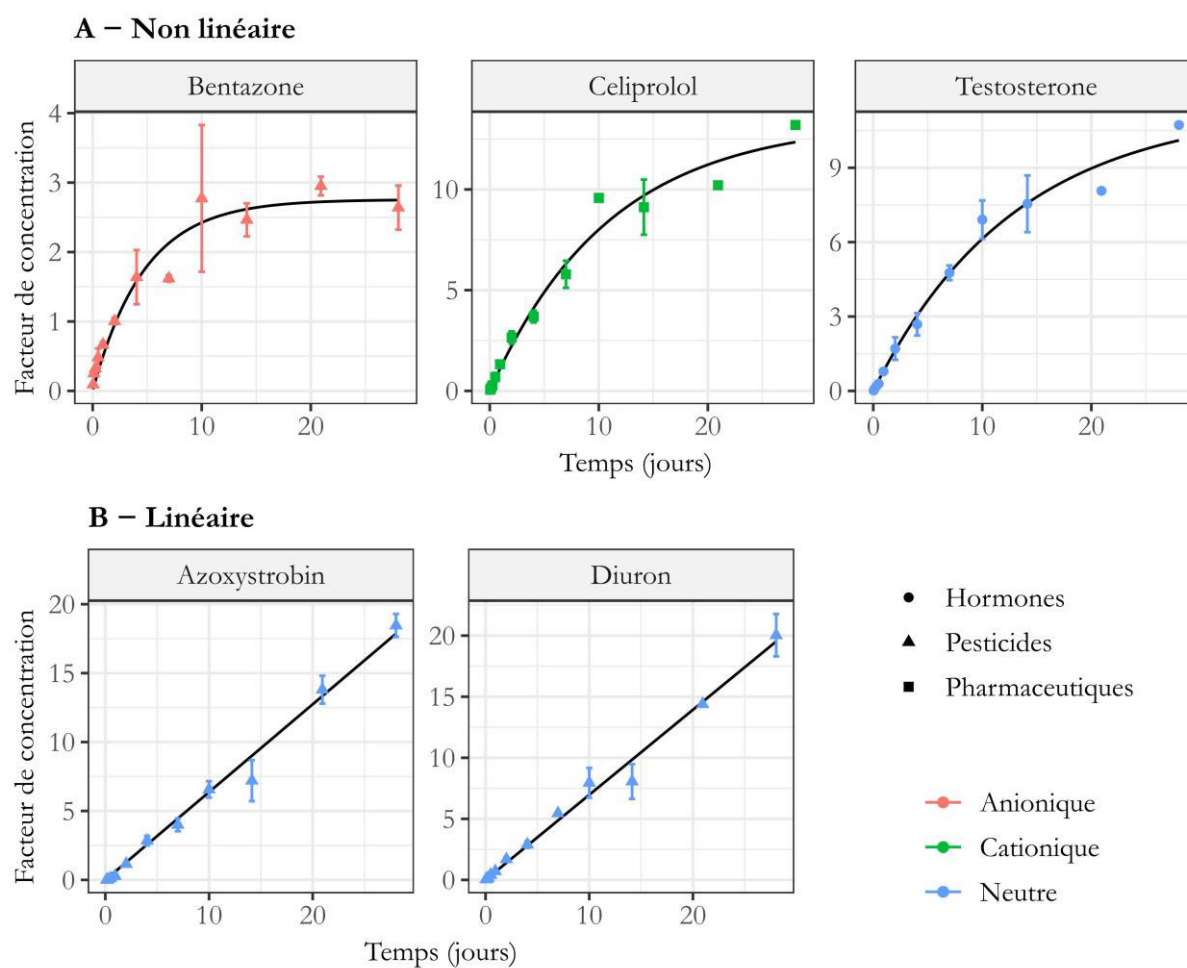 A − Non linéaire
Bentazone
Celiprolol
Testosterone
Facteur de concentration
4
3
2
1
0
10
5
0
9
6
3
0
0 10 20
0 10 20
0 10 20
Temps (jours)
B − Linéaire
Azoxystrobin
Diuron
Facteur de concentration
20
15
10
5
0
20
15
10
5
0
0 10 20
0 10 20
Temps (jours)
Hormones
Pesticides
Pharmaceutiques
Anionique
Cationique
Neutre